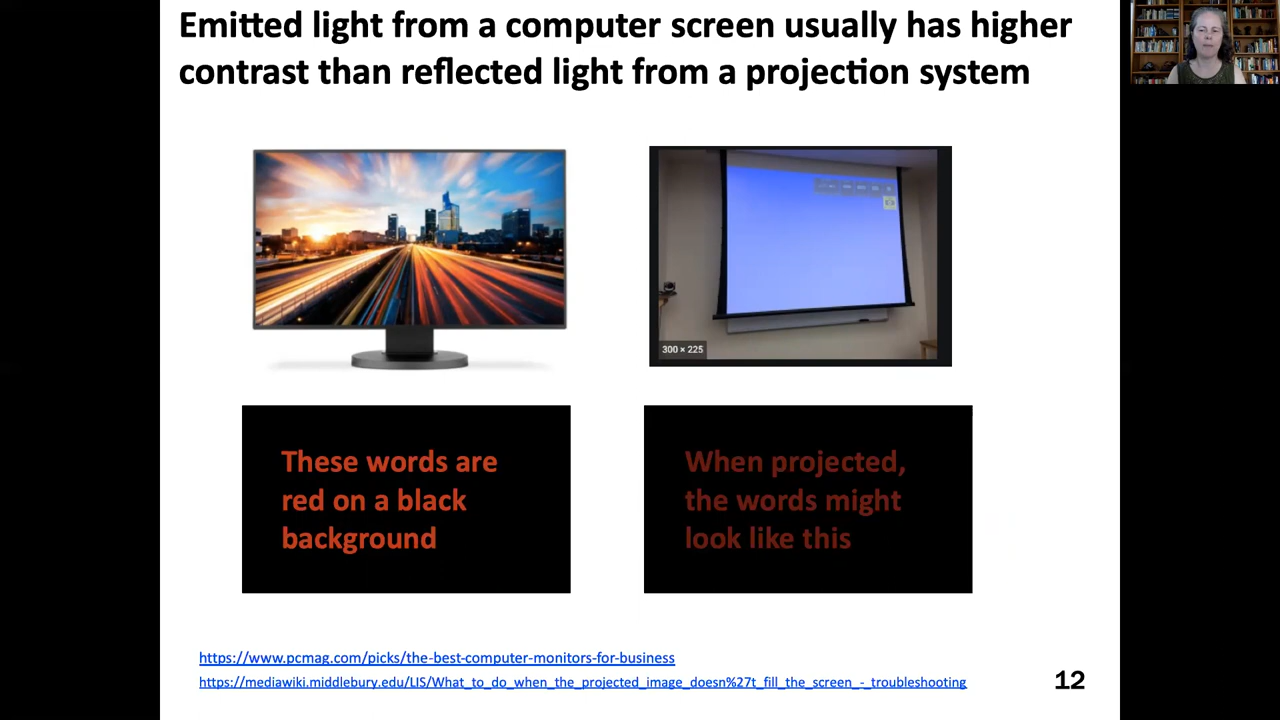 Emitted light from a computer screen usually has higher
contrast than reflected light from a projection system
300 × 225
These words are
red on a black
background
When projected,
the words might
look like this
https://www.pcmag.com/picks/the-best-computer-monitors-for-business
https://mediawiki.middlebury.edu/LIS/What_to_do_when_the_projected_image_doesn%27t_fill_the_screen_-_troubleshooting
12